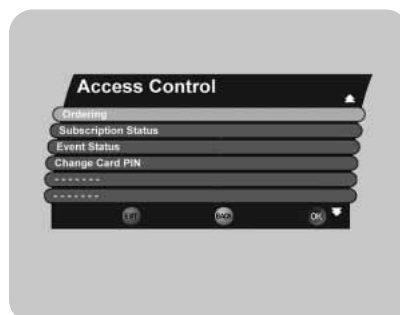 Access Control
Ordering
Subscription Status
Event Status
Change Card PIN
- - - - - - -
- - - - - - -
EXIT BACK OK